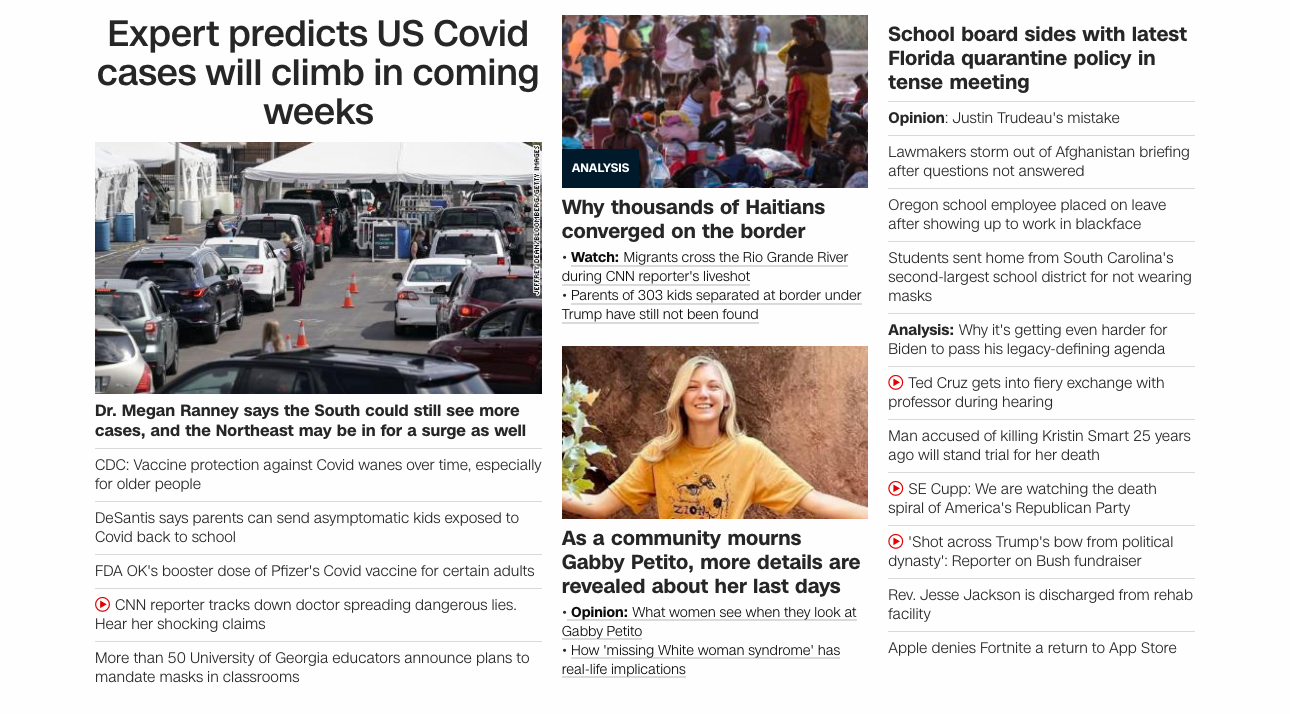 Expert predicts US Covid
cases will climb in coming
weeks
JEFFREY DEAN/BLOOMBERG/GETTY IMAGES
Dr. Megan Ranney says the South could still see more
cases, and the Northeast may be in for a surge as well
CDC: Vaccine protection against Covid wanes over time, especially
for older people
DeSantis says parents can send asymptomatic kids exposed to
Covid back to school
FDA OK's booster dose of Pfizer's Covid vaccine for certain adults
CNN reporter tracks down doctor spreading dangerous lies.
Hear her shocking claims
More than 50 University of Georgia educators announce plans to
mandate masks in classrooms
ANALYSIS
Why thousands of Haitians
converged on the border
• Watch: Migrants cross the Rio Grande River
during CNN reporter's liveshot
• Parents of 303 kids separated at border under
Trump have still not been found
ZION
As a community mourns
Gabby Petito, more details are
revealed about her last days
• Opinion: What women see when they look at
Gabby Petito
• How 'missing White woman syndrome' has
real-life implications
School board sides with latest
Florida quarantine policy in
tense meeting
Opinion: Justin Trudeau's mistake
Lawmakers storm out of Afghanistan briefing
after questions not answered
Oregon school employee placed on leave
after showing up to work in blackface
Students sent home from South Carolina's
second-largest school district for not wearing
masks
Analysis: Why it's getting even harder for
Biden to pass his legacy-defining agenda
Ted Cruz gets into fiery exchange with
professor during hearing
Man accused of killing Kristin Smart 25 years
ago will stand trial for her death
SE Cupp: We are watching the death
spiral of America's Republican Party
'Shot across Trump's bow from political
dynasty': Reporter on Bush fundraiser
Rev. Jesse Jackson is discharged from rehab
facility
Apple denies Fortnite a return to App Store